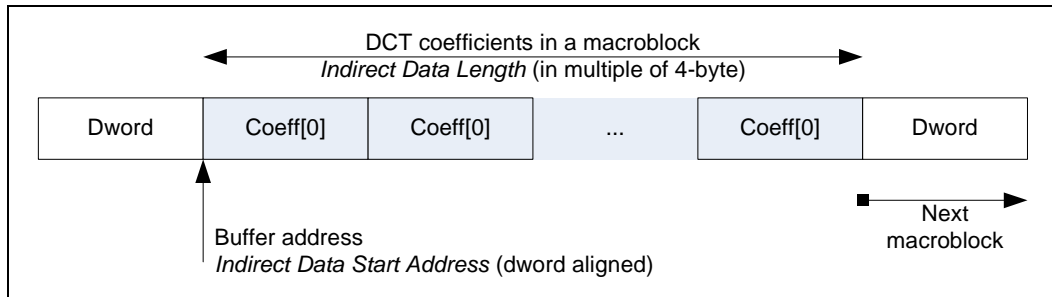 DCT coefficients in a macroblock
Indirect Data Length (in multiple of 4-byte)
Dword Coeff[0] Coeff[0] ... Coeff[0] Dword
Buffer address
Indirect Data Start Address (dword aligned)
Next
macroblock